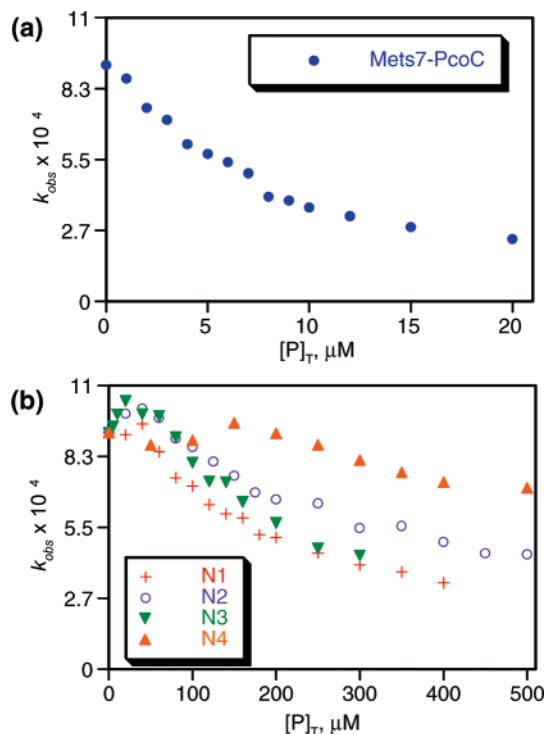 (a)
11
8.3
5.5
2.7
0
k_obs x 10^4
Mets7-PcoC
0 5 10 15 20
[P]_T, μM
(b)
11
8.3
5.5
2.7
0
k_obs x 10^4
N1
N2
N3
N4
0 100 200 300 400 500
[P]_T, μM